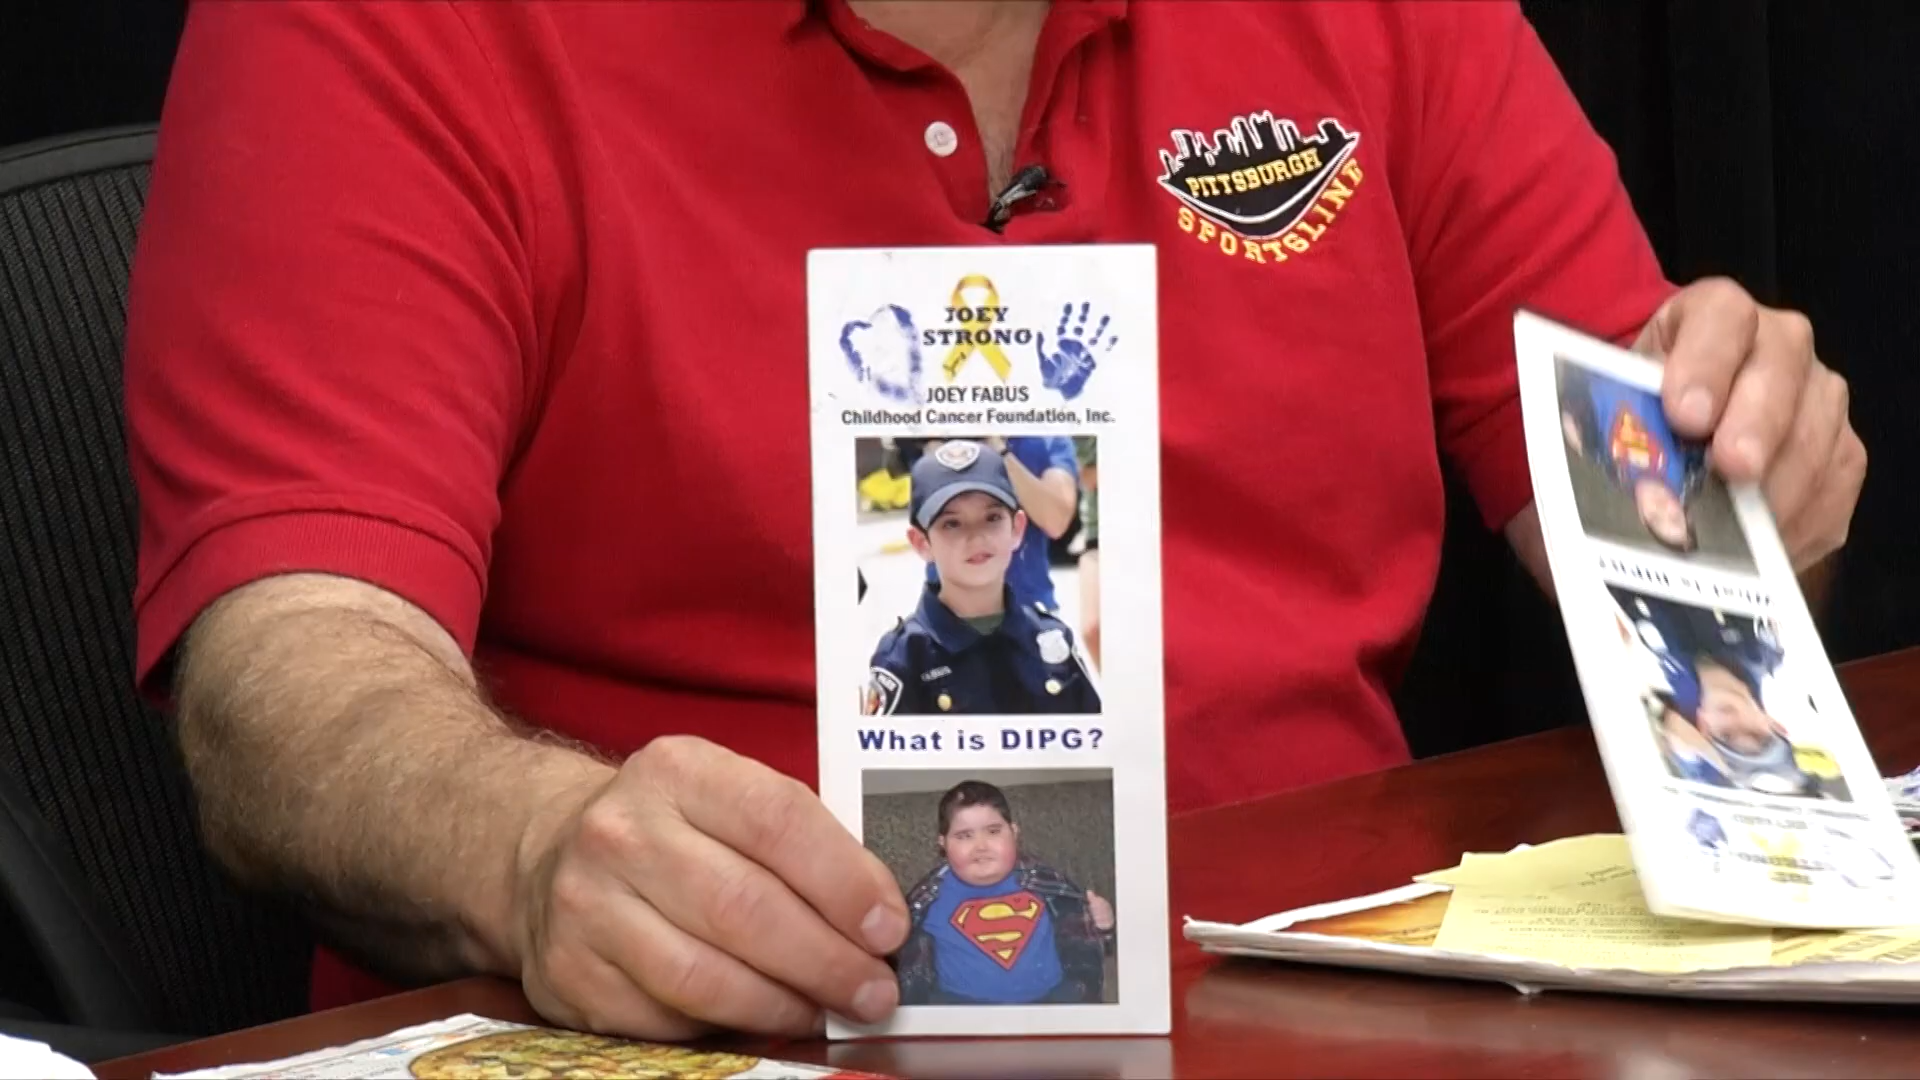 PITTSBURGH
SPORTSLINE
JOEY
STRONG
JOEY FABUS
Childhood Cancer Foundation, Inc.
What is DIPG?